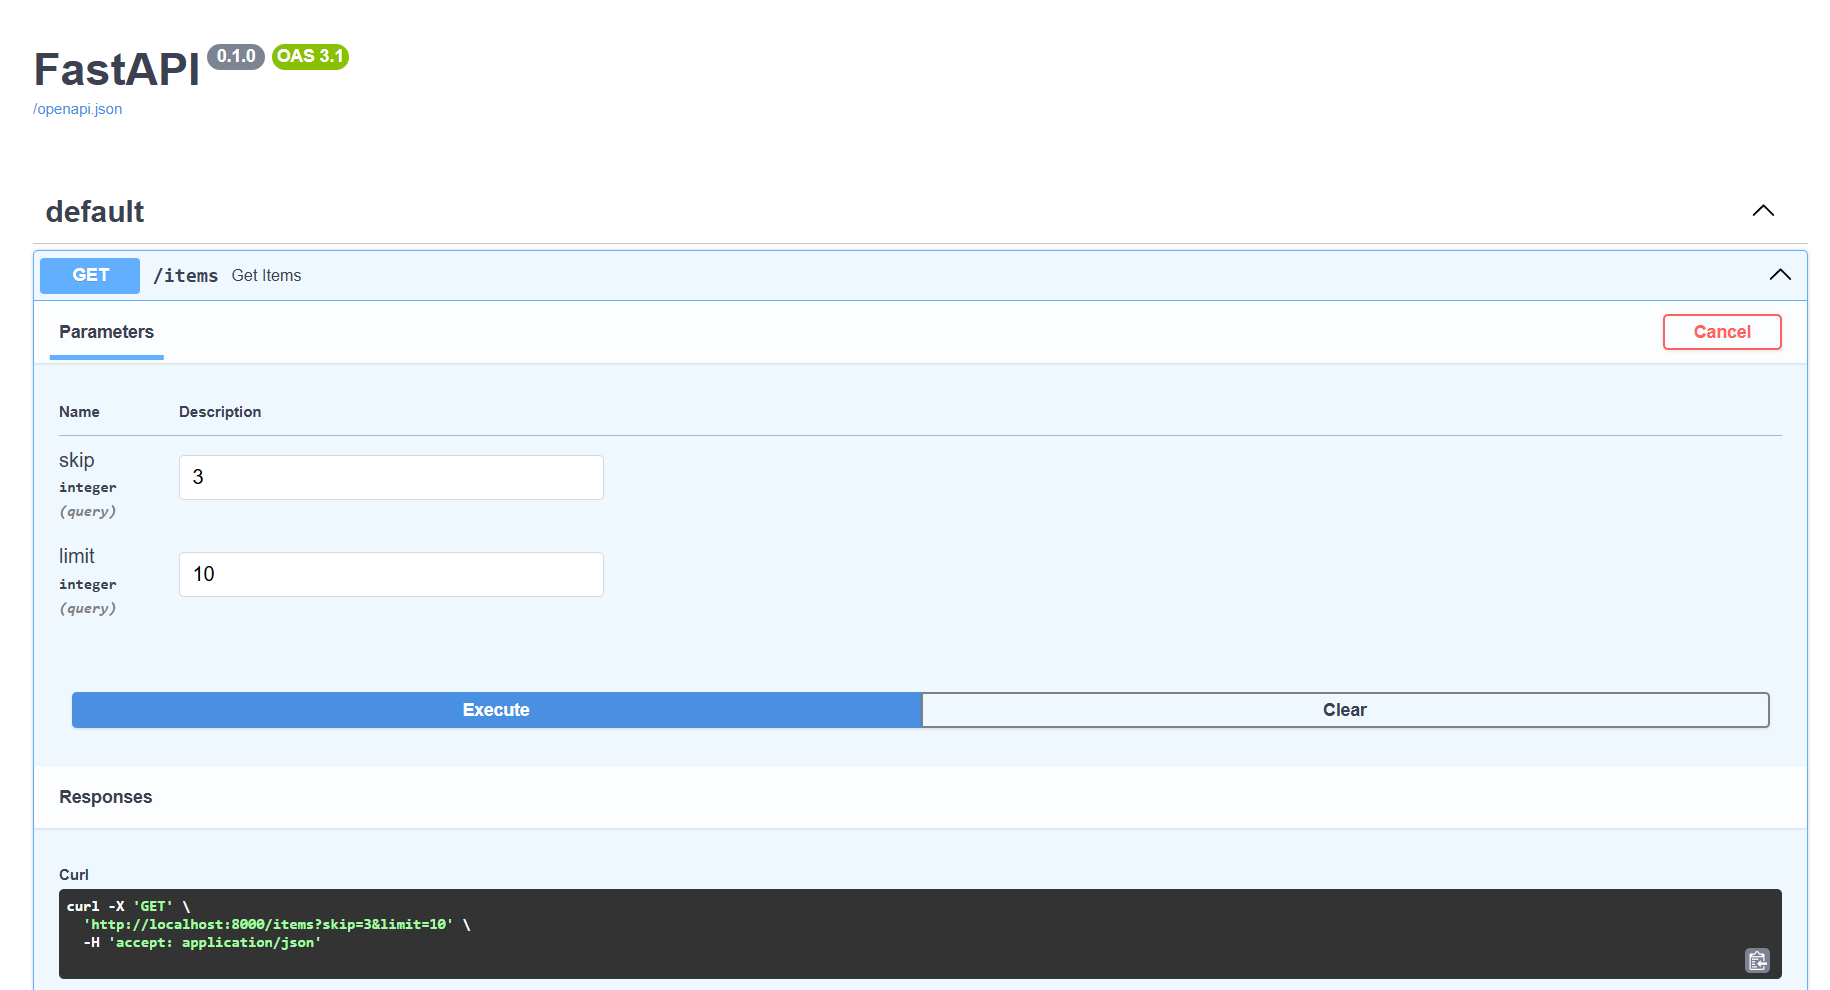 FastAPI 0.1.0 OAS 3.1
/openapi.json
default
GET /items Get Items
Parameters
Cancel
Name Description
skip
integer
(query)
3
limit
integer
(query)
10
Execute Clear
Responses
Curl
curl -X 'GET' \
'http://localhost:8000/items?skip=3&limit=10' \
-H 'accept: application/json'